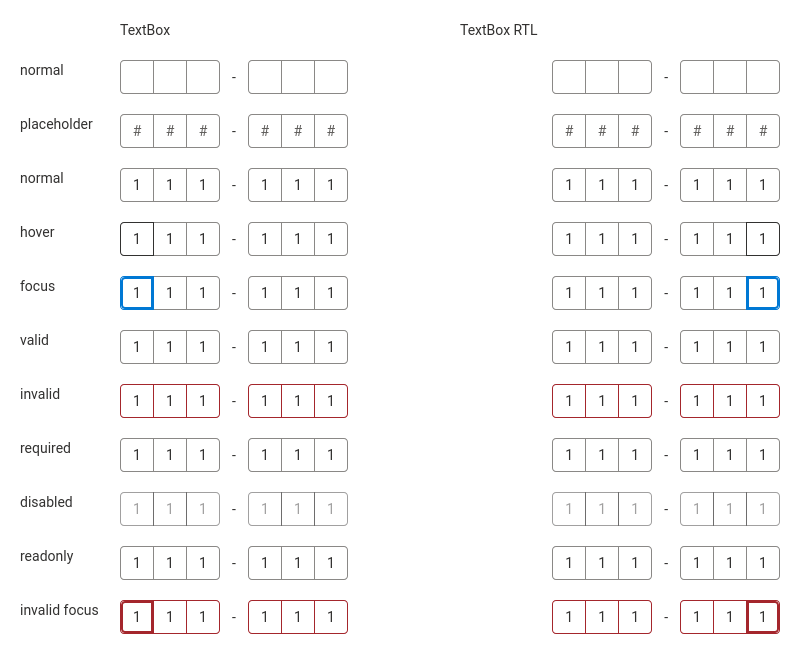 TextBox TextBox RTL
normal - -
placeholder # # # - # # # # # # - # # #
normal 1 1 1 - 1 1 1 1 1 1 - 1 1 1
hover 1 1 1 - 1 1 1 1 1 1 - 1 1 1
focus 1 1 1 - 1 1 1 1 1 1 - 1 1 1
valid 1 1 1 - 1 1 1 1 1 1 - 1 1 1
invalid 1 1 1 - 1 1 1 1 1 1 - 1 1 1
required 1 1 1 - 1 1 1 1 1 1 - 1 1 1
disabled 1 1 1 - 1 1 1 1 1 1 - 1 1 1
readonly 1 1 1 - 1 1 1 1 1 1 - 1 1 1
invalid focus 1 1 1 - 1 1 1 1 1 1 - 1 1 1